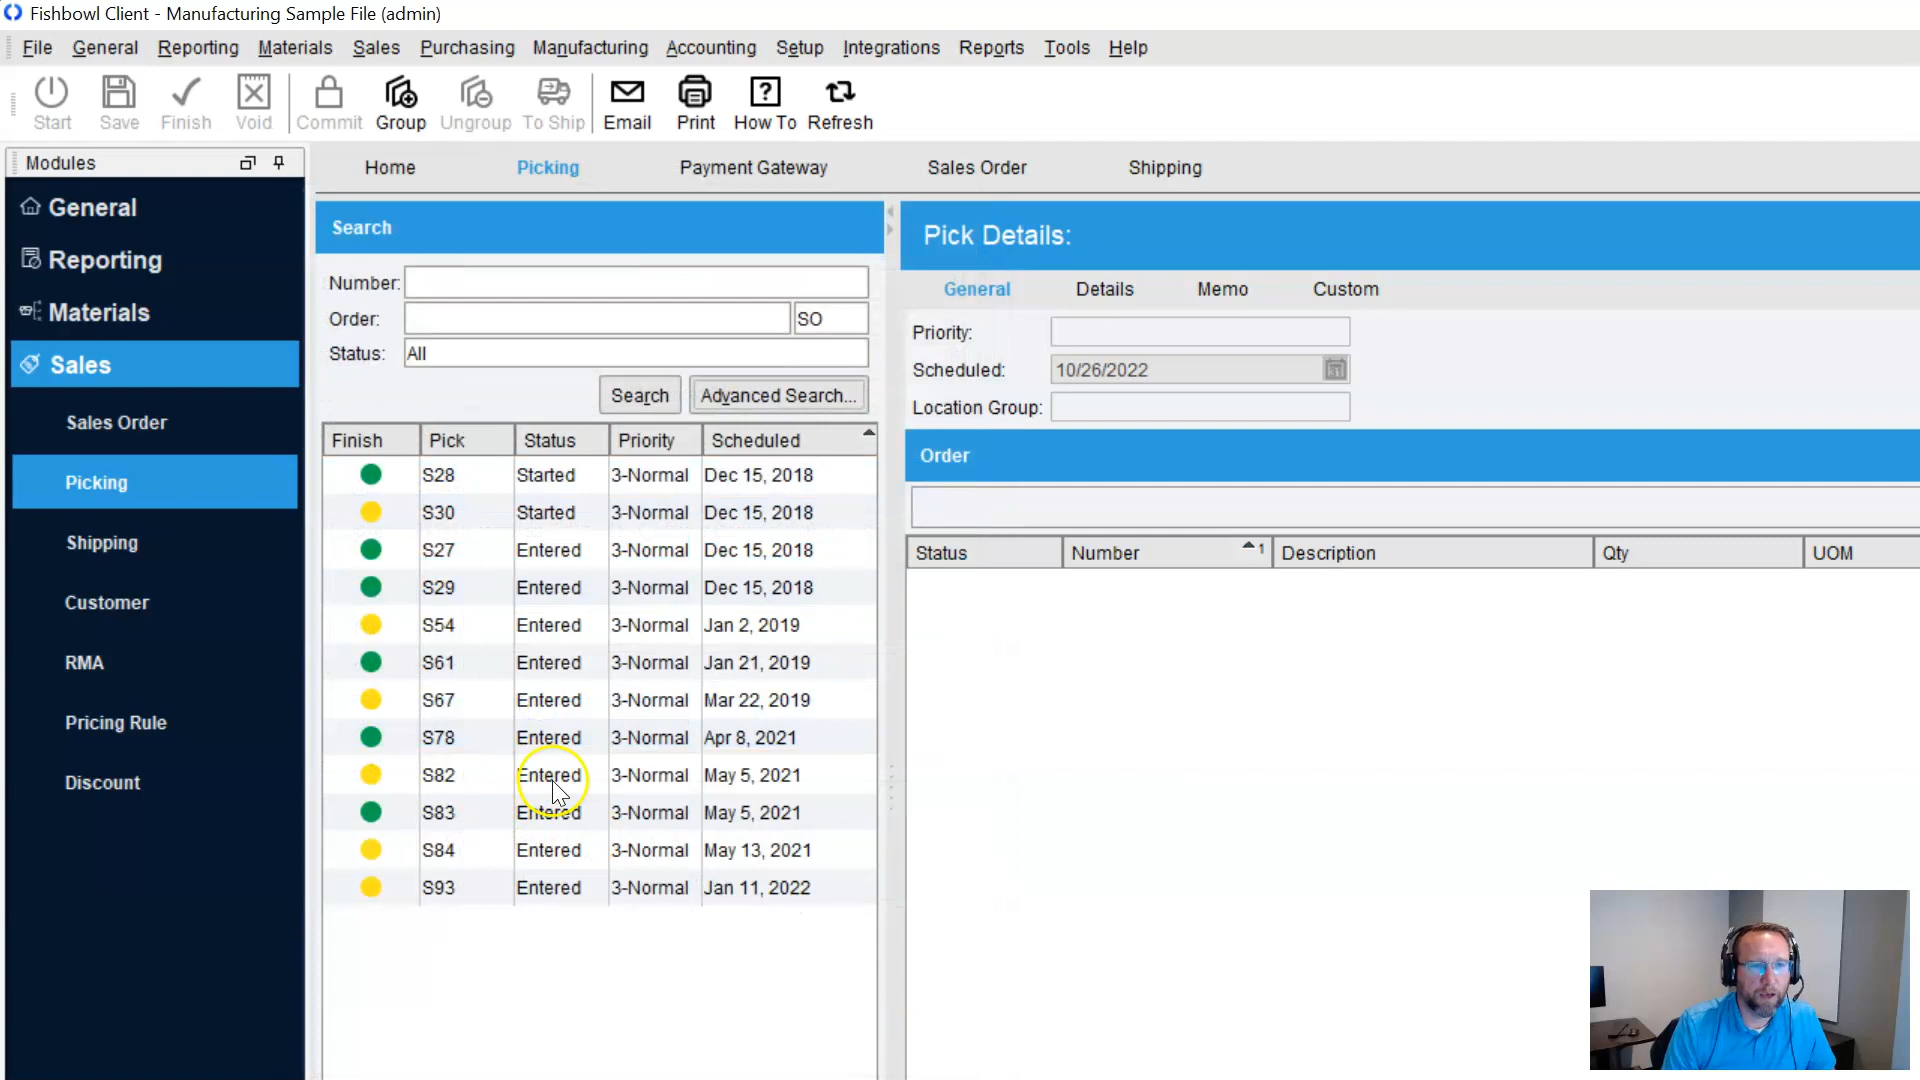 Fishbowl Client - Manufacturing Sample File (admin)
File General Reporting Materials Sales Purchasing Manufacturing Accounting Setup Integrations Reports Tools Help
Start Save Finish Void Commit Group Ungroup To Ship Email Print How To Refresh
Modules
General
Reporting
Materials
Sales
Sales Order
Picking
Shipping
Customer
RMA
Pricing Rule
Discount
Home Picking Payment Gateway Sales Order Shipping
Search
Number:
Order: SO
Status: All
Search Advanced Search...
Finish Pick Status Priority Scheduled
S28 Started 3-Normal Dec 15, 2018
S30 Started 3-Normal Dec 15, 2018
S27 Entered 3-Normal Dec 15, 2018
S29 Entered 3-Normal Dec 15, 2018
S54 Entered 3-Normal Jan 2, 2019
S61 Entered 3-Normal Jan 21, 2019
S67 Entered 3-Normal Mar 22, 2019
S78 Entered 3-Normal Apr 8, 2021
S82 Entered 3-Normal May 5, 2021
S83 Entered 3-Normal May 5, 2021
S84 Entered 3-Normal May 13, 2021
S93 Entered 3-Normal Jan 11, 2022
Pick Details:
General Details Memo Custom
Priority:
Scheduled: 10/26/2022 31
Location Group:
Order
Status Number 1 Description Qty UOM